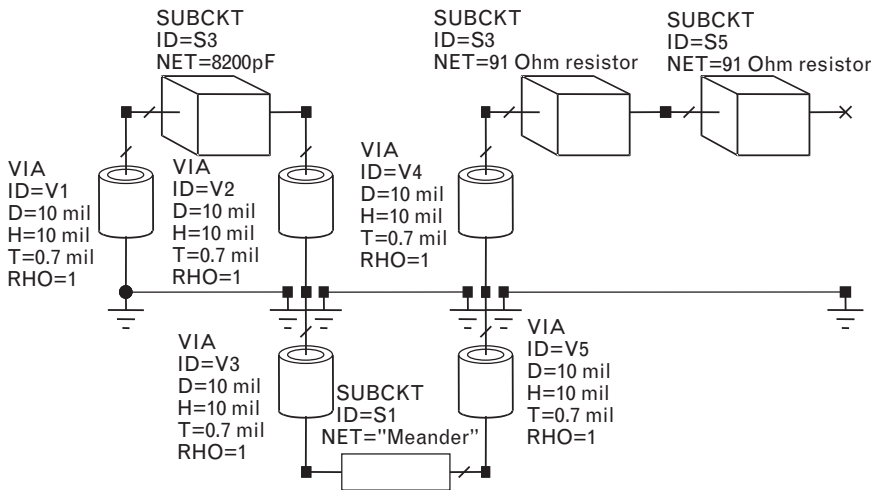 SUBCKT
ID=S3
NET=8200pF
SUBCKT
ID=S3
NET=91 Ohm resistor
SUBCKT
ID=S5
NET=91 Ohm resistor
VIA
ID=V1
D=10 mil
H=10 mil
T=0.7 mil
RHO=1
VIA
ID=V2
D=10 mil
H=10 mil
T=0.7 mil
RHO=1
VIA
ID=V4
D=10 mil
H=10 mil
T=0.7 mil
RHO=1
VIA
ID=V3
D=10 mil
H=10 mil
T=0.7 mil
RHO=1
SUBCKT
ID=S1
NET="Meander"
VIA
ID=V5
D=10 mil
H=10 mil
T=0.7 mil
RHO=1